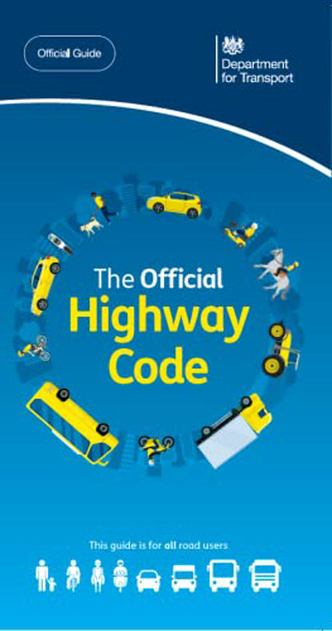 Official Guide
Department
for Transport
The Official
Highway
Code
This guide is for all road users